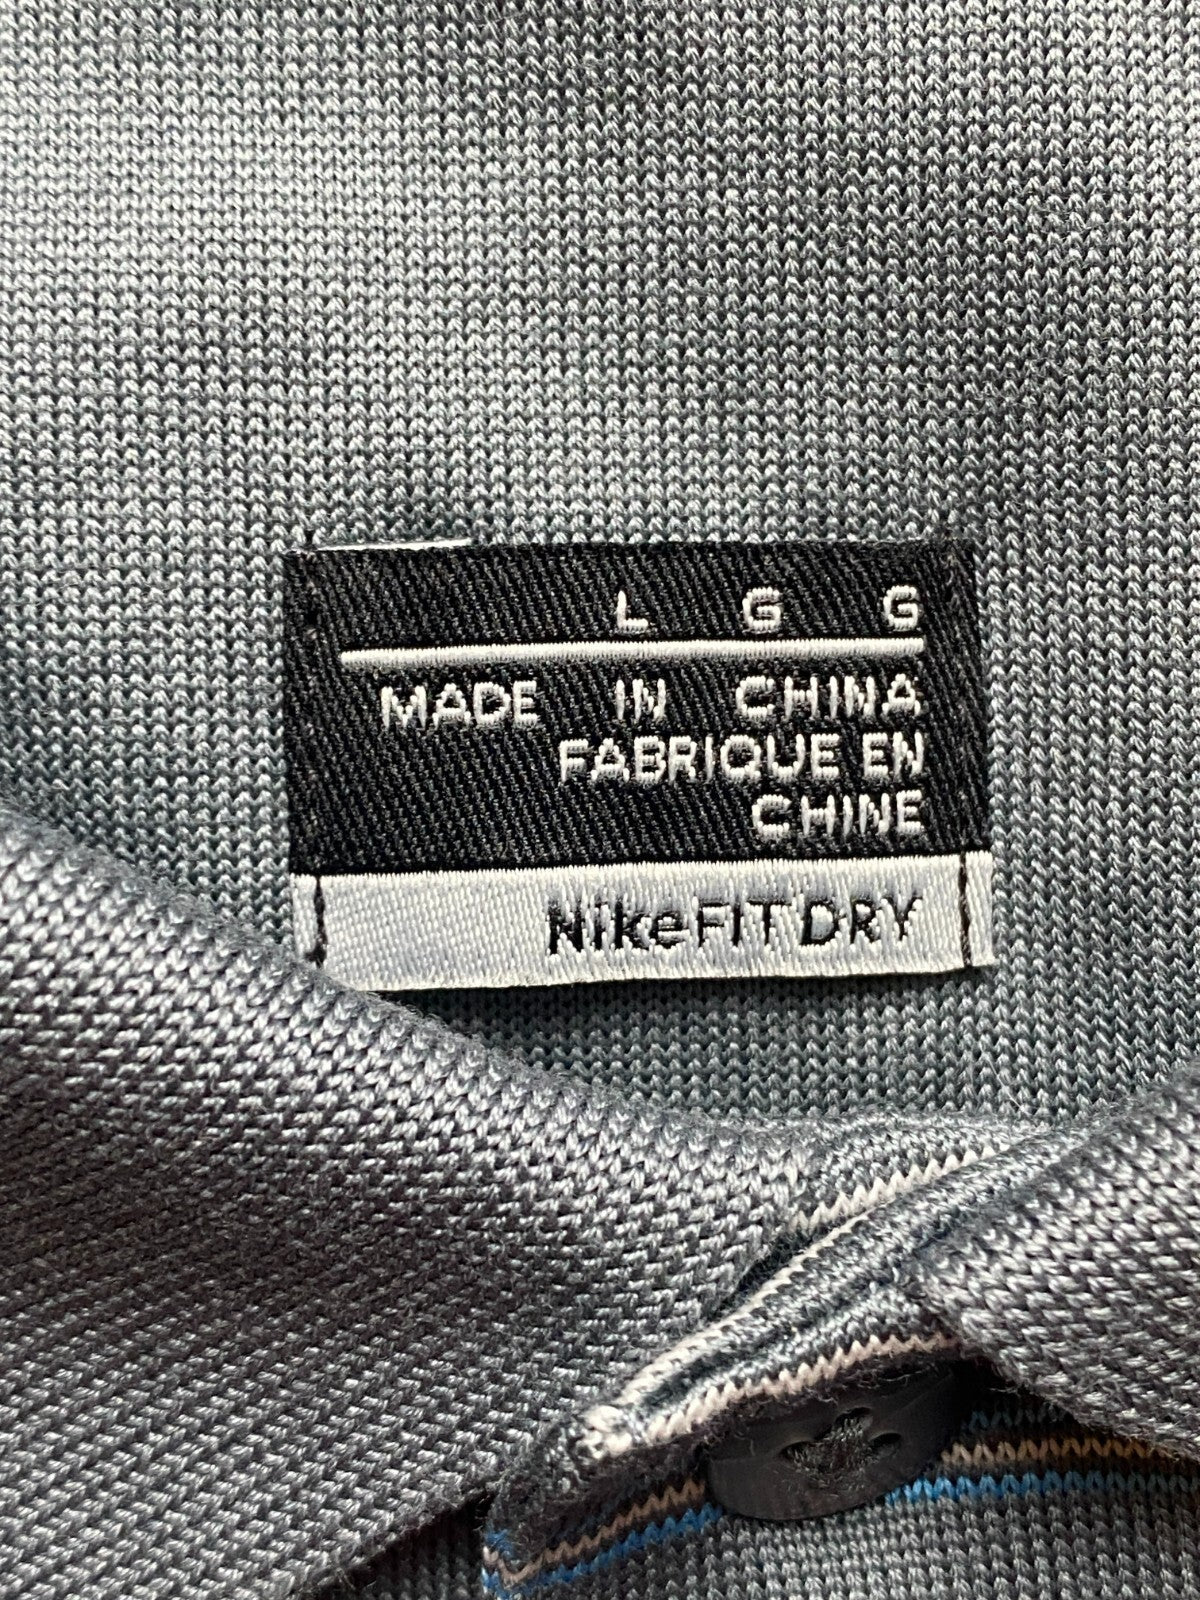 L G G
MADE IN CHINA
FABRIQUE EN
CHINE
NikeFIT DRY